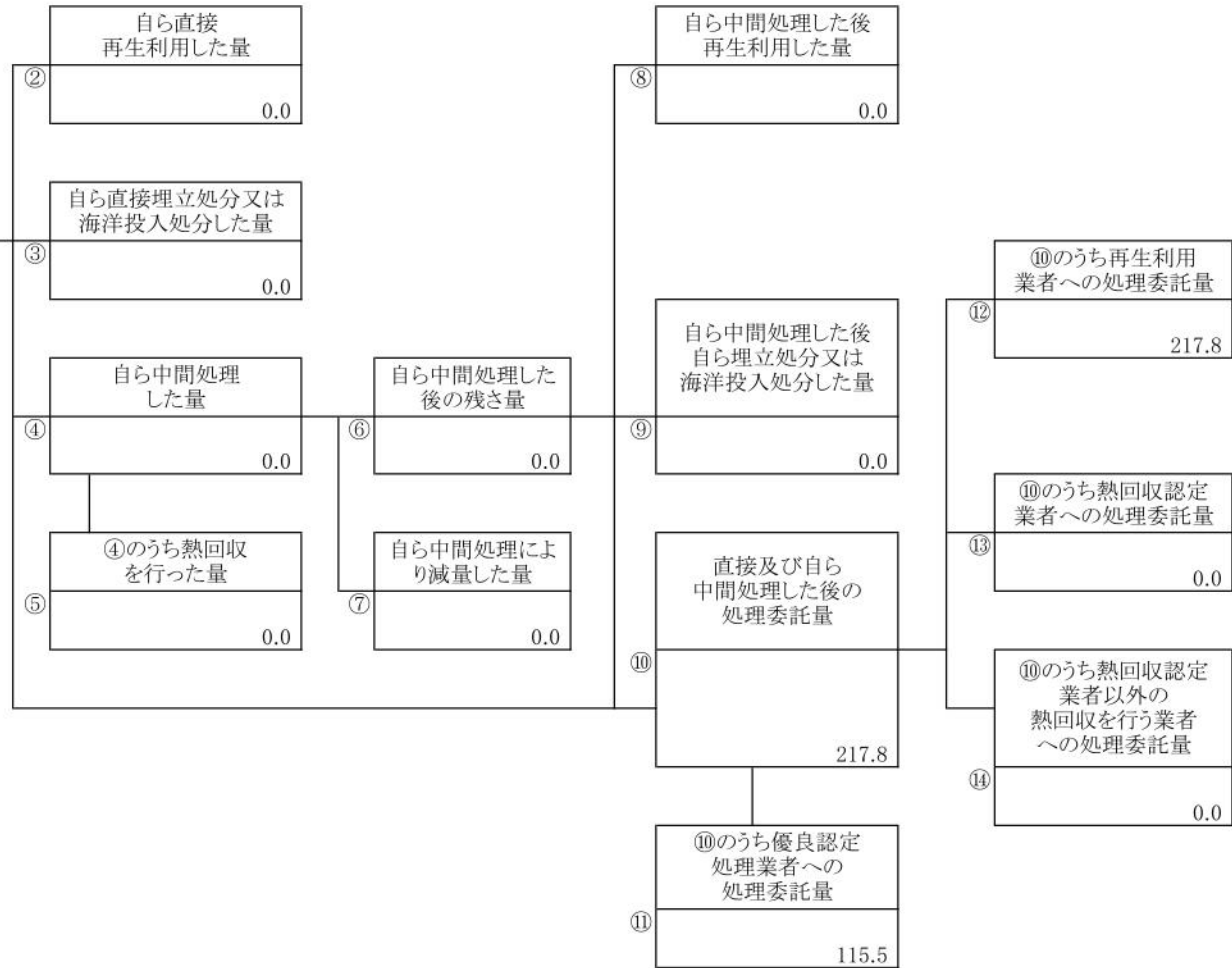 自ら直接
再生利用した量
②
0.0
自ら直接埋立処分又は
海洋投入処分した量
③
0.0
自ら中間処理
した量
④
0.0
④のうち熱回収
を行った量
⑤
0.0
自ら中間処理した
後の残さ量
⑥
0.0
自ら中間処理によ
り減量した量
⑦
0.0
自ら中間処理した後
再生利用した量
⑧
0.0
自ら中間処理した後
自ら埋立処分又は
海洋投入処分した量
⑨
0.0
直接及び自ら
中間処理した後の
処理委託量
⑩
217.8
⑩のうち優良認定
処理業者への
処理委託量
⑪
115.5
⑩のうち再生利用
業者への処理委託量
⑫
217.8
⑩のうち熱回収認定
業者への処理委託量
⑬
0.0
⑩のうち熱回収認定
業者以外の
熱回収を行う業者
への処理委託量
⑭
0.0